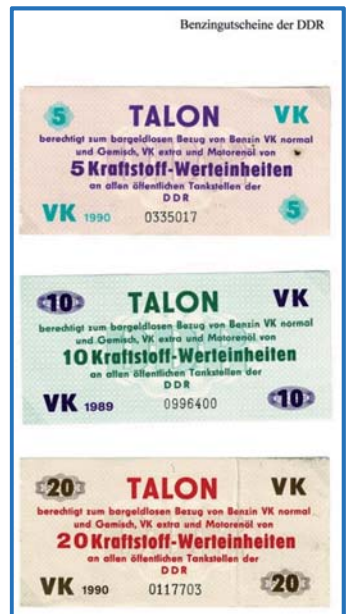 Benzingutscheine der DDR
5 TALON VK
berechtigt zum bargeldlosen Bezug von Benzin VK normal
und Gemisch, VK extra und Motorenöl von
5 Kraftstoff-Werteinheiten
an allen öffentlichen Tankstellen der
DDR
VK 1990 0335017 5
10 TALON VK
berechtigt zum bargeldlosen Bezug von Benzin VK normal
und Gemisch, VK extra und Motorenöl von
10 Kraftstoff-Werteinheiten
an allen öffentlichen Tankstellen der
DDR
VK 1989 0996400 10
20 TALON VK
berechtigt zum bargeldlosen Bezug von Benzin VK normal
und Gemisch, VK extra und Motorenöl von
20 Kraftstoff-Werteinheiten
an allen öffentlichen Tankstellen der
DDR
VK 1990 0117703 20